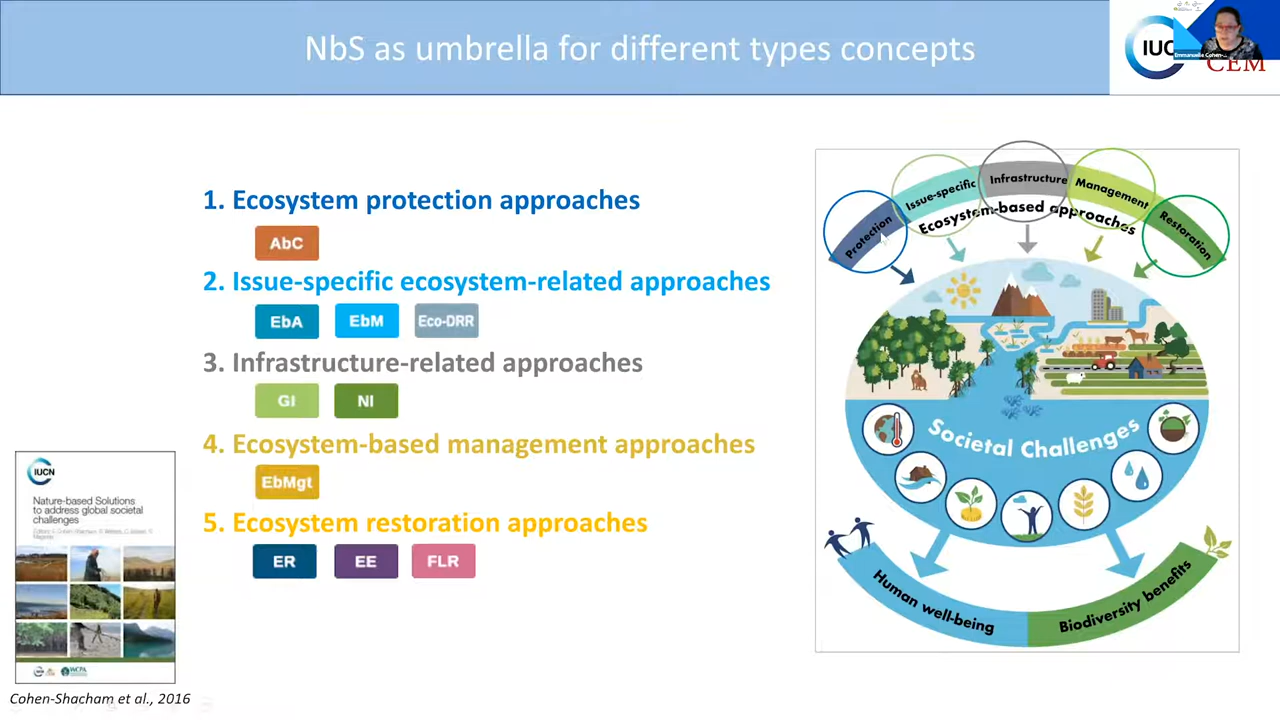 NbS as umbrella for different types concepts
IUCN
CEM
Emmanuelle Cohen-...
1. Ecosystem protection approaches
AbC
2. Issue-specific ecosystem-related approaches
EbA
EbM
Eco-DRR
3. Infrastructure-related approaches
GI
NI
4. Ecosystem-based management approaches
EbMgt
5. Ecosystem restoration approaches
ER
EE
FLR
IUCN
Nature-based Solutions
to address global societal
challenges
WCPA
Cohen-Shacham et al., 2016
Protection
Issue-specific
Infrastructure
Management
Restoration
Ecosystem-based approaches
Societal Challenges
Human well-being
Biodiversity benefits